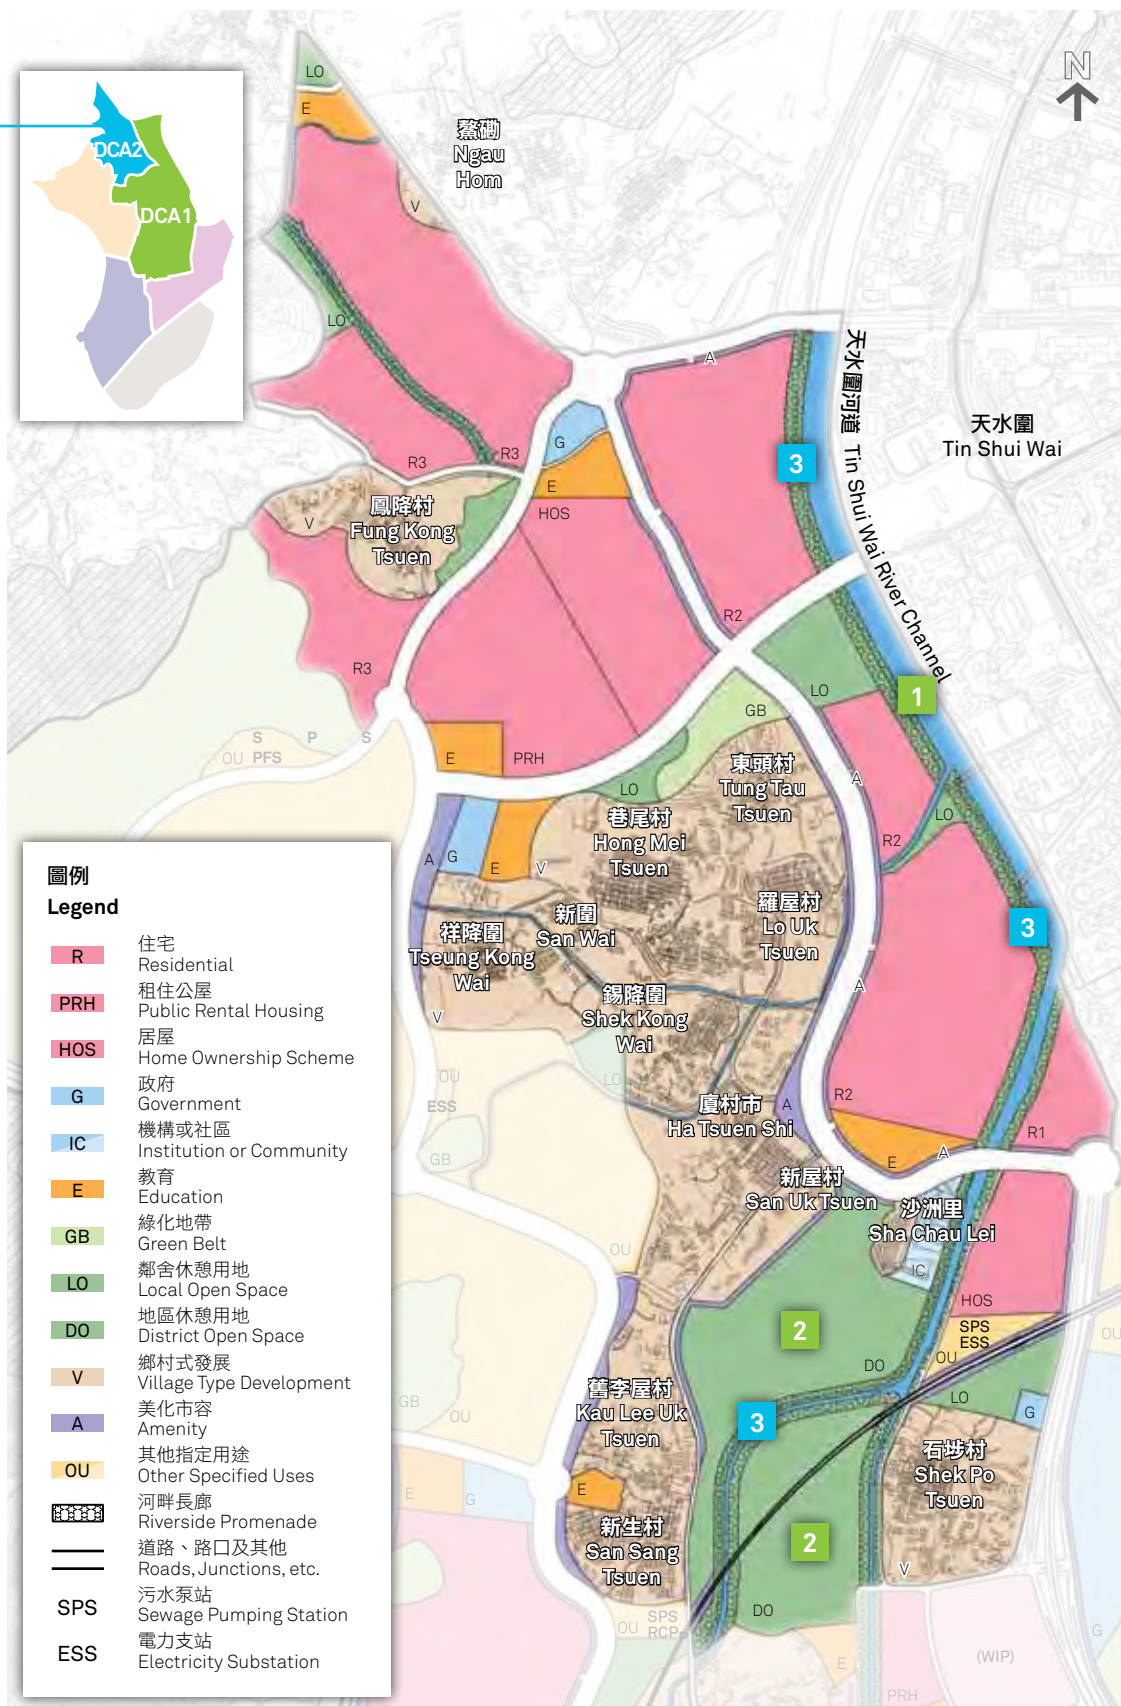 N
DCA2
DCA1
LO
E
鰲磡
Ngau
Hom
V
LO
A
天水圍河道 Tin Shui Wai River Channel
天水圍
Tin Shui Wai
G
R3
R3
3
E
HOS
鳳降村
Fung Kong
Tsuen
V
R2
R3
LO
1
GB
S P S
OU PFS
E
PRH
東頭村
Tung Tau
Tsuen
A
LO
LO
巷尾村
Hong Mei
Tsuen
R2
A
G
E
V
羅屋村
Lo Uk
Tsuen
新圍
San Wai
3
祥降圍
Tseung Kong
Wai
A
錫降圍
Shek Kong
Wai
V
OU
ESS
LO
R2
A
廈村市
Ha Tsuen Shi
R1
GB
E
A
新屋村
San Uk Tsuen
沙洲里
Sha Chau Lei
OU
IC
HOS
2
SPS
ESS
OU
OU
DO
舊李屋村
Kau Lee Uk
Tsuen
LO
G
GB
OU
3
石埗村
Shek Po
Tsuen
E
G
E
新生村
San Sang
Tsuen
2
V
DO
OU
SPS
RCP
G
E
(WIP)
PRH
圖例
Legend
R
住宅
Residential
PRH
租住公屋
Public Rental Housing
HOS
居屋
Home Ownership Scheme
G
政府
Government
IC
機構或社區
Institution or Community
E
教育
Education
GB
綠化地帶
Green Belt
LO
鄰舍休憩用地
Local Open Space
DO
地區休憩用地
District Open Space
V
鄉村式發展
Village Type Development
A
美化市容
Amenity
OU
其他指定用途
Other Specified Uses
河畔長廊
Riverside Promenade
道路、路口及其他
Roads, Junctions, etc.
SPS
污水泵站
Sewage Pumping Station
ESS
電力支站
Electricity Substation